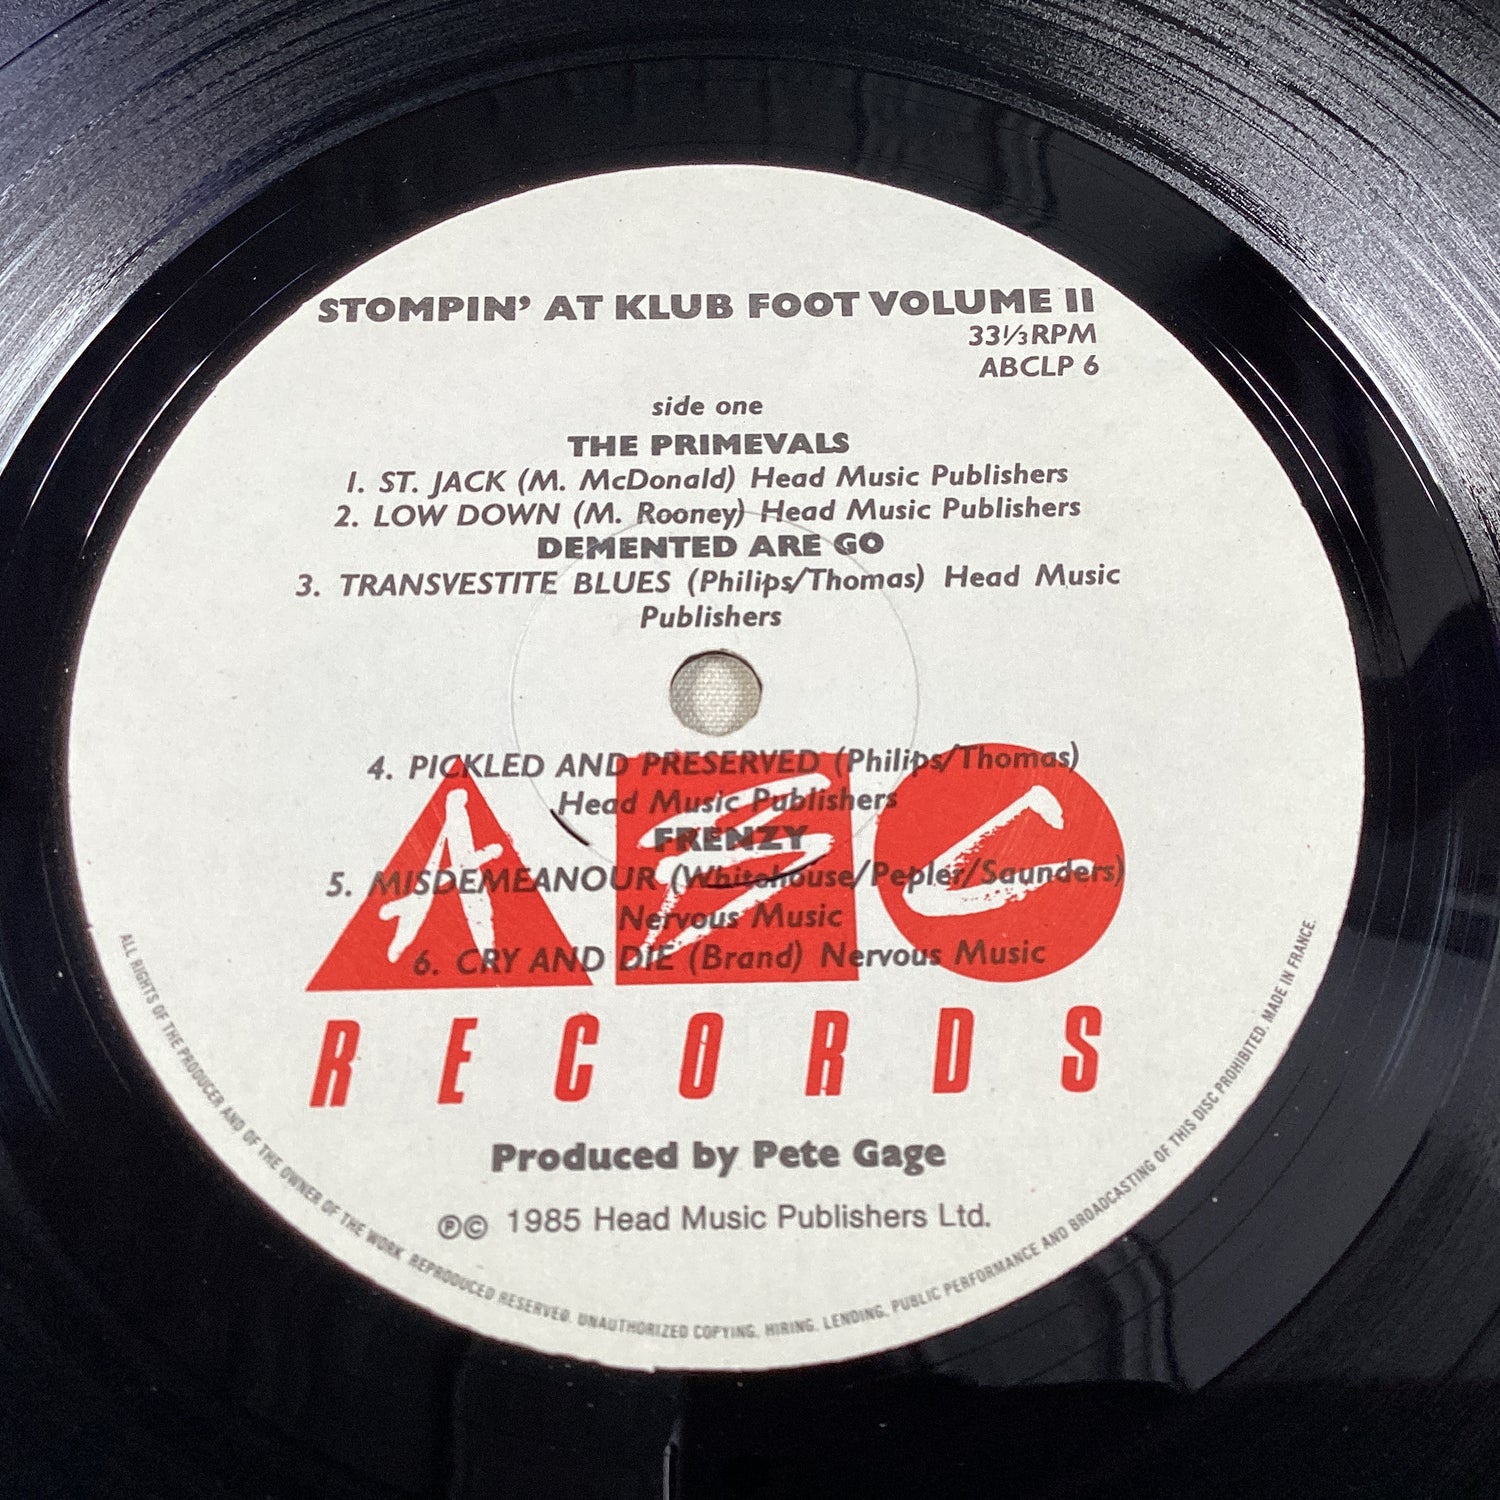 STOMPIN' AT KLUB FOOT VOLUME II
33⅓RPM
ABCLP 6
side one
THE PRIMEVALS
1. ST. JACK (M. McDonald) Head Music Publishers
2. LOW DOWN (M. Rooney) Head Music Publishers
DEMENTED ARE GO
3. TRANSVESTITE BLUES (Philips/Thomas) Head Music
Publishers
4. PICKLED AND PRESERVED (Philips/Thomas)
Head Music Publishers
FRENZY
5. MISDEMEANOUR (Whitehouse/Pepler/Saunders)
Nervous Music
6. CRY AND DIE (Brand) Nervous Music
ABC
RECORDS
Produced by Pete Gage
℗© 1985 Head Music Publishers Ltd.
ALL RIGHTS OF THE PRODUCER AND OF THE OWNER OF THE WORK REPRODUCED RESERVED. UNAUTHORIZED COPYING, HIRING, LENDING, PUBLIC PERFORMANCE AND BROADCASTING OF THIS DISC PROHIBITED. MADE IN FRANCE.